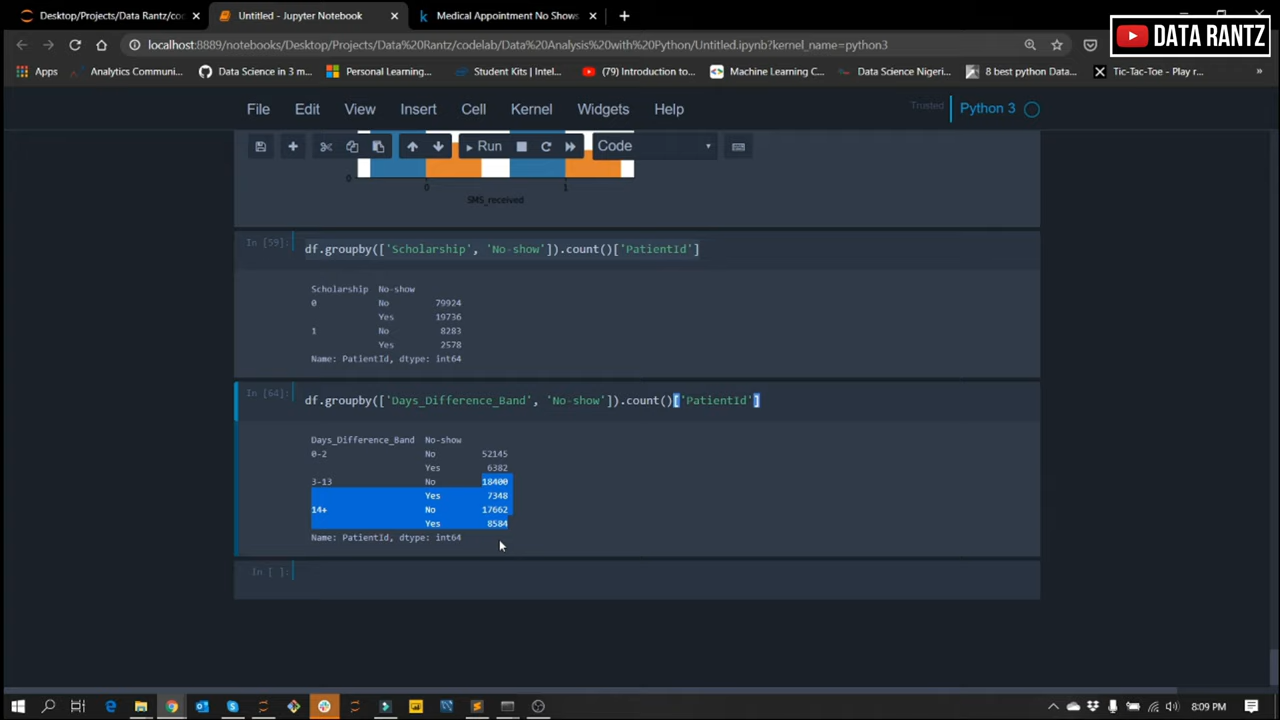 Desktop/Projects/Data Rantz/co
Untitled - Jupyter Notebook
Medical Appointment No Shows
DATA RANTZ
localhost:8889/notebooks/Desktop/Projects/Data%20Rantz/codelab/Data%20Analysis%20with%20Python/Untitled.ipynb?kernel_name=python3
Apps
Analytics Communi...
Data Science in 3 m...
Personal Learning...
Student Kits | Intel...
(79) Introduction to...
Machine Learning C...
Data Science Nigeri...
8 best python Data...
Tic-Tac-Toe - Play r...
»
File Edit View Insert Cell Kernel Widgets Help
Trusted
Python 3
Run
Code
0
0 1
SMS_received
In [59]:
df.groupby(['Scholarship', 'No-show']).count()['PatientId']
Scholarship No-show
0 No 79924
Yes 19736
1 No 8283
Yes 2578
Name: PatientId, dtype: int64
In [64]:
df.groupby(['Days_Difference_Band', 'No-show']).count()['PatientId']
Days_Difference_Band No-show
0-2 No 52145
Yes 6382
3-13 No 18400
Yes 7348
14+ No 17662
Yes 8584
Name: PatientId, dtype: int64
In [ ]:
8:09 PM